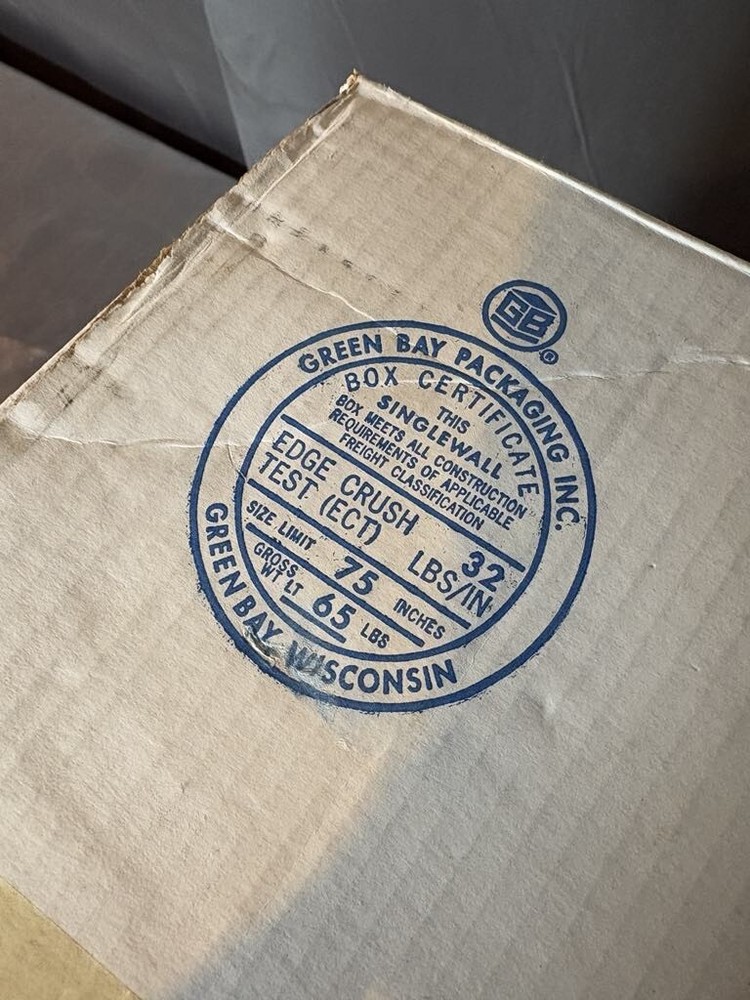 GB
®
GREEN BAY PACKAGING INC.
BOX CERTIFICATE
THIS
SINGLEWALL
BOX MEETS ALL CONSTRUCTION
REQUIREMENTS OF APPLICABLE
FREIGHT CLASSIFICATION
EDGE CRUSH
TEST (ECT)
32
LBS/IN
SIZE LIMIT 75 INCHES
GROSS
WT LT 65 LBS
GREEN BAY, WISCONSIN